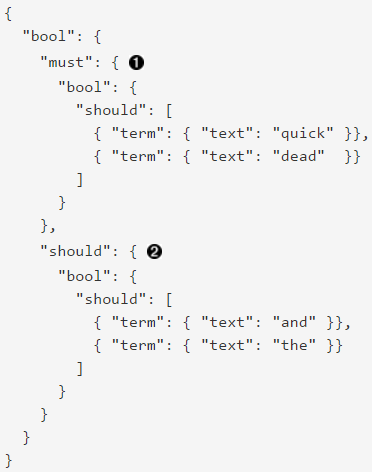 {
  "bool": {
    "must": { ❶
      "bool": {
        "should": [
          { "term": { "text": "quick" }},
          { "term": { "text": "dead"  }}
        ]
      }
    },
    "should": { ❷
      "bool": {
        "should": [
          { "term": { "text": "and" }},
          { "term": { "text": "the" }}
        ]
      }
    }
  }
}